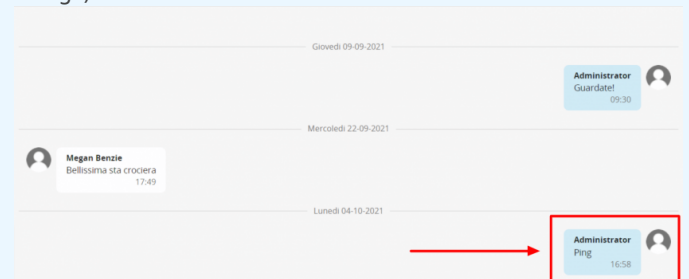 Giovedì 09-09-2021
Administrator
Guardate!
09:30
Mercoledì 22-09-2021
Megan Benzie
Bellissima sta crociera
17:49
Lunedì 04-10-2021
Administrator
Ping
16:58